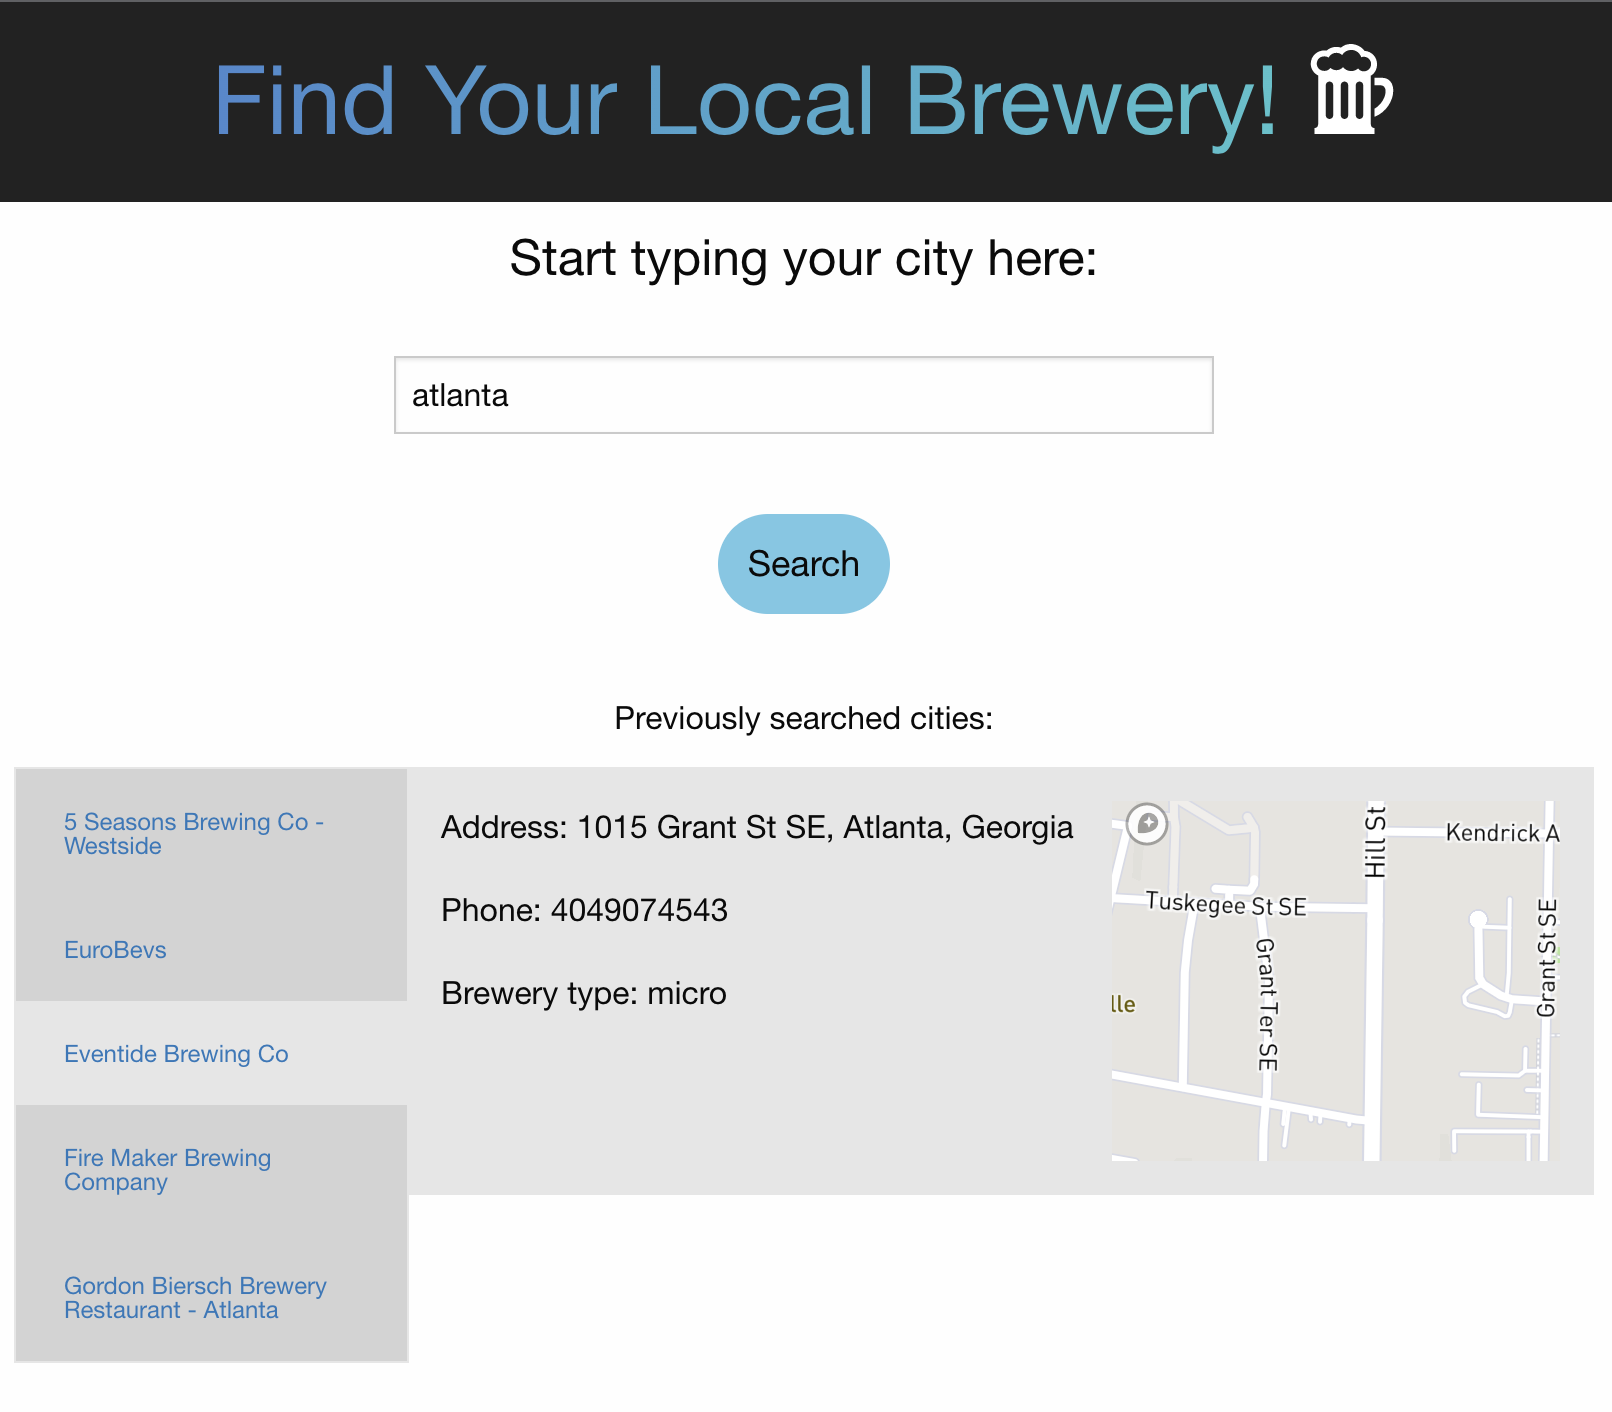 Find Your Local Brewery!
Start typing your city here:
atlanta
Search
Previously searched cities:
5 Seasons Brewing Co -
Westside
EuroBevs
Eventide Brewing Co
Fire Maker Brewing
Company
Gordon Biersch Brewery
Restaurant - Atlanta
Address: 1015 Grant St SE, Atlanta, Georgia
Phone: 4049074543
Brewery type: micro
Hill St
Kendrick A
Tuskegee St SE
Grant St SE
Grant Ter SE
lle